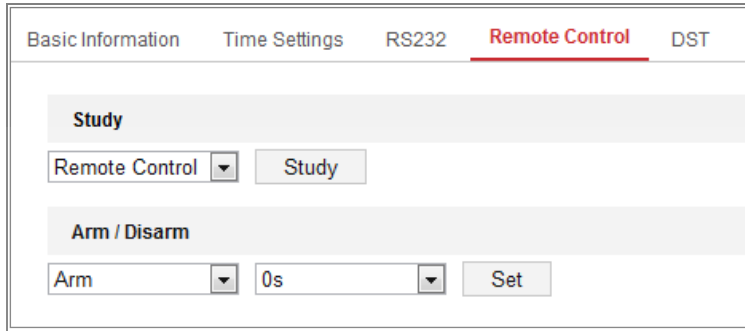 Basic Information Time Settings RS232 Remote Control DST
Study
Remote Control Study
Arm / Disarm
Arm 0s Set